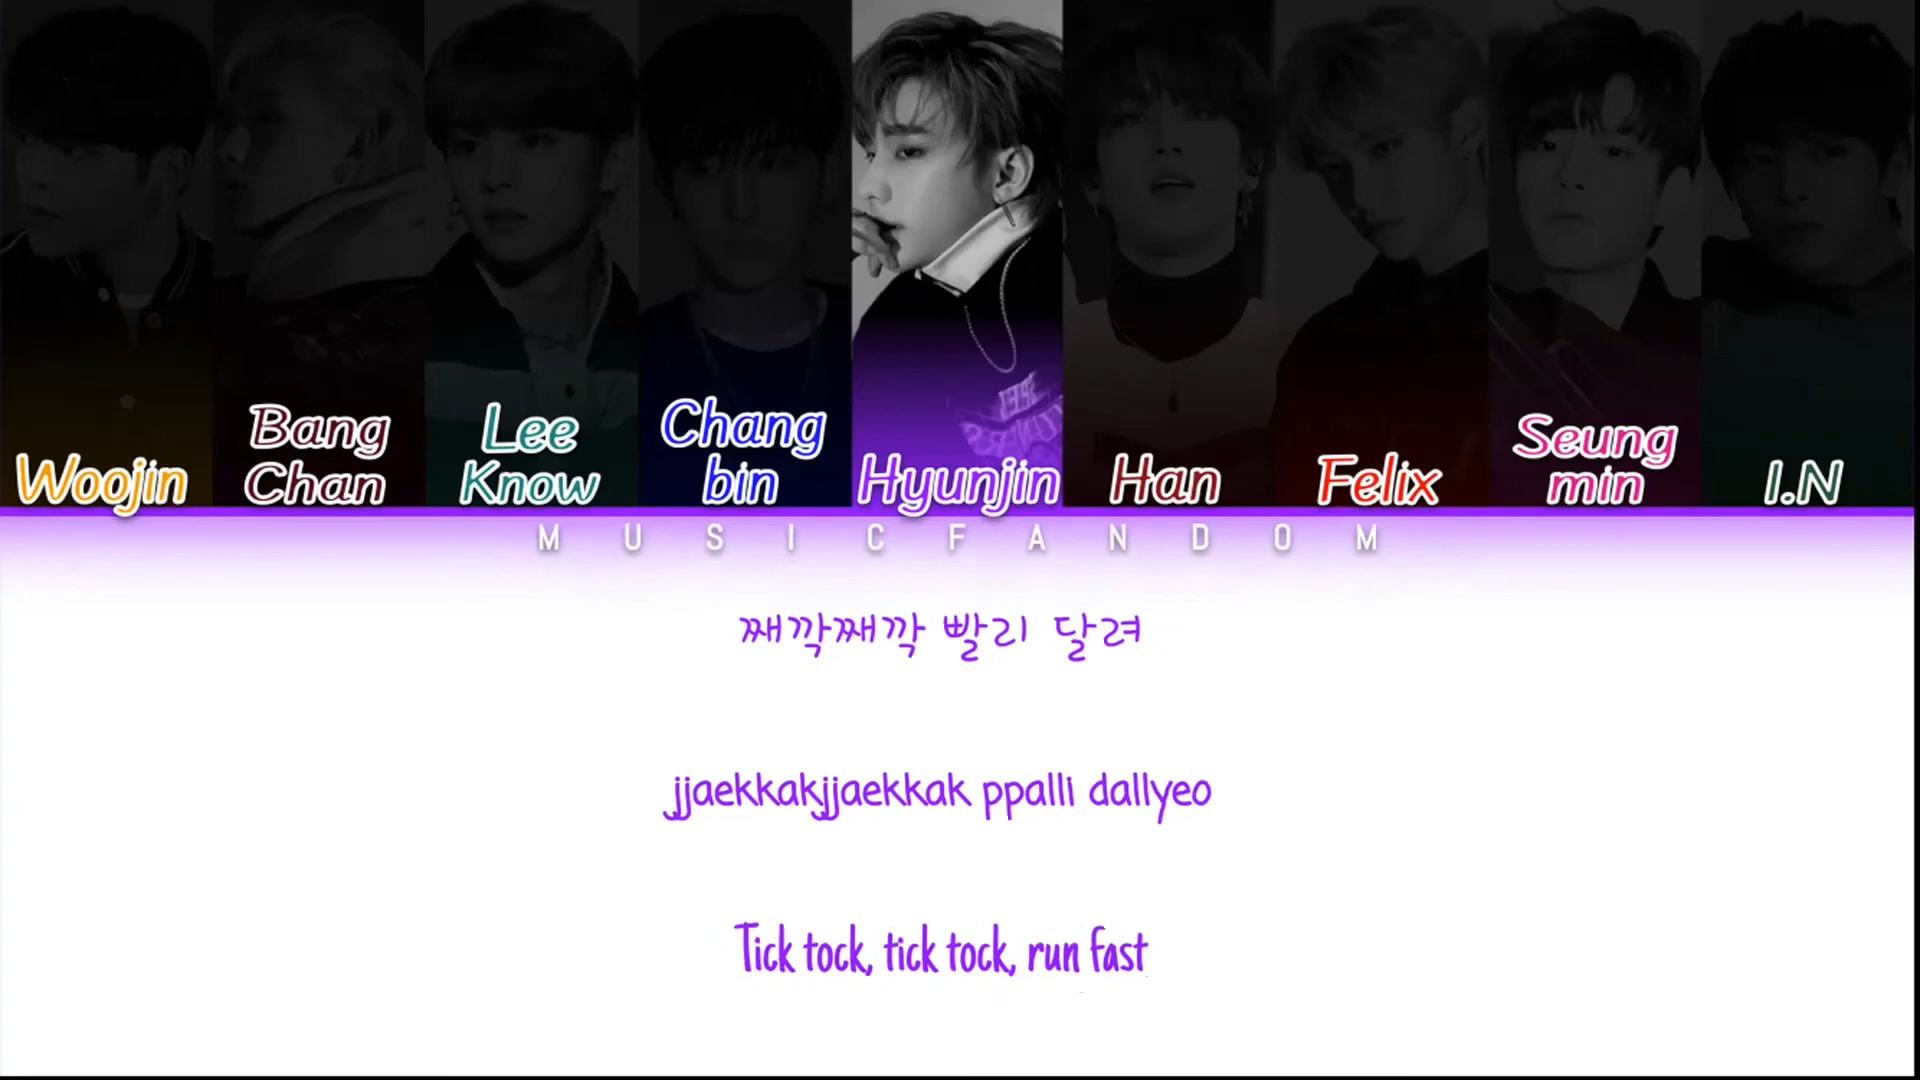 Woojin
Bang
Chan
Lee
Know
Chang
bin
Hyunjin
Han
Felix
Seung
min
I.N
MUSICFANDOM
째깍째깍 빨리 달려
jjaekkakjjaekkak ppalli dallyeo
Tick tock, tick tock, run fast